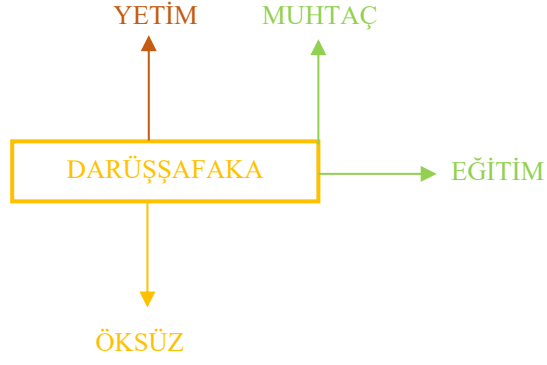 YETİM
MUHTAÇ
DARÜŞŞAFAKA
EĞİTİM
ÖKSÜZ